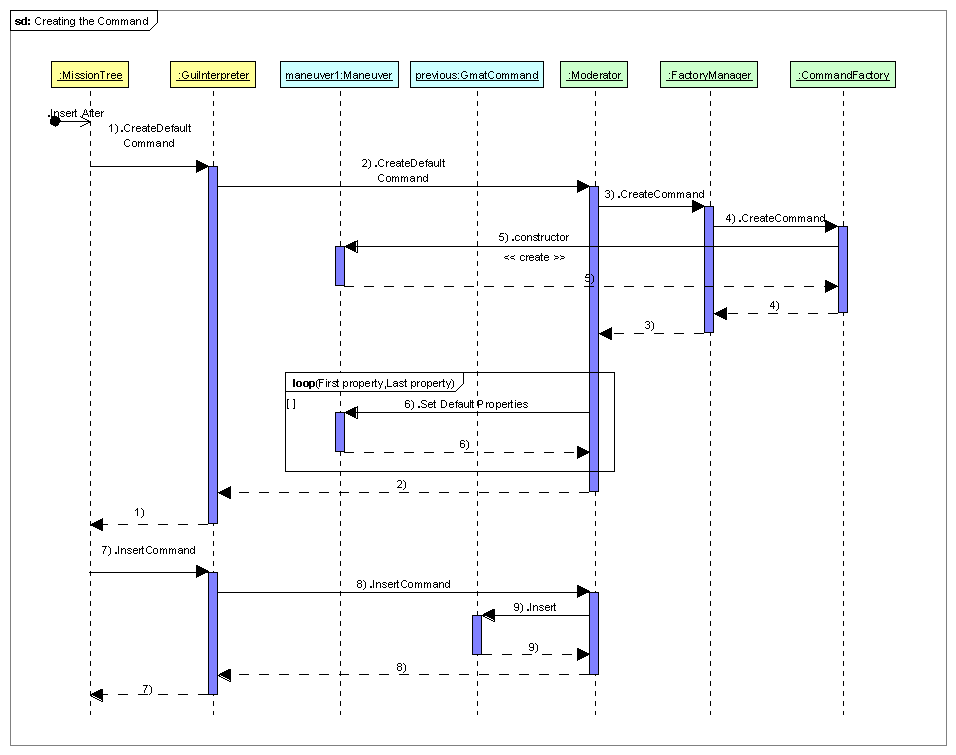 sd: Creating the Command
:MissionTree
:GuiInterpreter
maneuver1:Maneuver
previous:GmatCommand
:Moderator
:FactoryManager
:CommandFactory
.Insert After
1) .CreateDefault
Command
2) .CreateDefault
Command
3) .CreateCommand
4) .CreateCommand
5) .constructor
<< create >>
5)
4)
3)
loop(First property,Last property)
[ ]
6) .Set Default Properties
6)
2)
1)
7) .InsertCommand
8) .InsertCommand
9) .Insert
9)
8)
7)